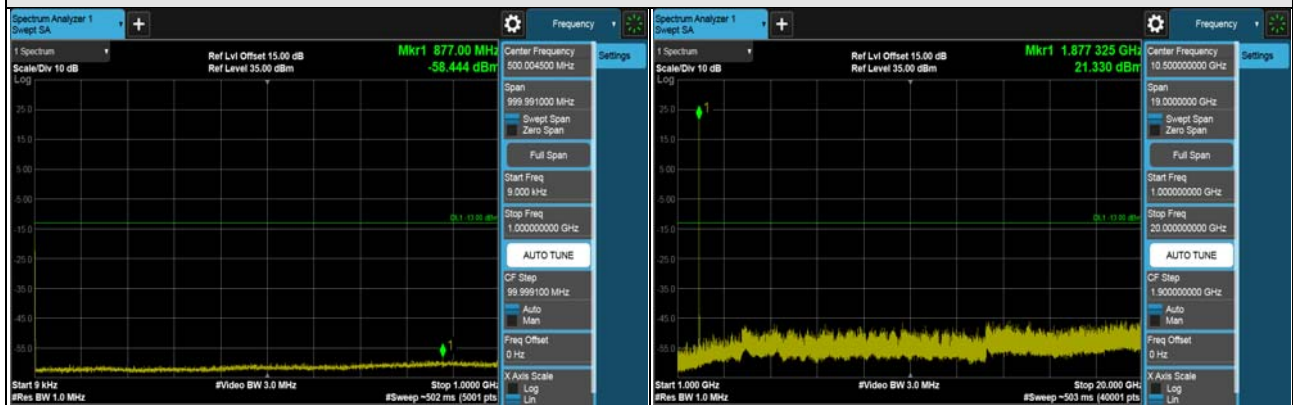 Spectrum Analyzer 1
Swept SA
+
Frequency
1 Spectrum
Scale/Div 10 dB
Log
Ref Lvl Offset 15.00 dB
Ref Level 35.00 dBm
Mkr1 877.00 MHz
-58.444 dBm
25.0
15.0
5.00
-5.00
-15.0
-25.0
-35.0
-45.0
-55.0
DL1 -13.00 dBm
1
Start 9 kHz
#Res BW 1.0 MHz
#Video BW 3.0 MHz
Stop 1.0000 GHz
#Sweep ~502 ms (5001 pts
Center Frequency
500.004500 MHz
Span
999.991000 MHz
Swept Span
Zero Span
Full Span
Start Freq
9.000 kHz
Stop Freq
1.000000000 GHz
AUTO TUNE
CF Step
99.999100 MHz
Auto
Man
Freq Offset
0 Hz
X Axis Scale
Log
Lin
Settings
Spectrum Analyzer 1
Swept SA
+
Frequency
1 Spectrum
Scale/Div 10 dB
Log
Ref Lvl Offset 15.00 dB
Ref Level 35.00 dBm
Mkr1 1.877 325 GHz
21.330 dBm
25.0
15.0
5.00
-5.00
-15.0
-25.0
-35.0
-45.0
-55.0
DL1 -13.00 dBm
1
Start 1.000 GHz
#Res BW 1.0 MHz
#Video BW 3.0 MHz
Stop 20.000 GHz
#Sweep ~503 ms (40001 pts
Center Frequency
10.500000000 GHz
Span
19.0000000 GHz
Swept Span
Zero Span
Full Span
Start Freq
1.000000000 GHz
Stop Freq
20.000000000 GHz
AUTO TUNE
CF Step
1.900000000 GHz
Auto
Man
Freq Offset
0 Hz
X Axis Scale
Log
Lin
Settings